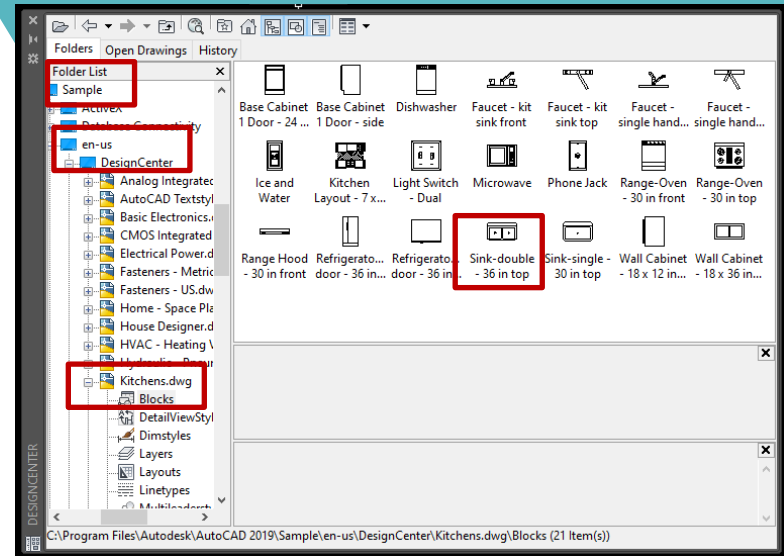 Folders Open Drawings History
Folder List
Sample
ActiveX
Database Connectivity
en-us
DesignCenter
Analog Integrated
AutoCAD Textstyl
Basic Electronics.
CMOS Integrated
Electrical Power.d
Fasteners - Metric
Fasteners - US.dw
Home - Space Pla
House Designer.d
HVAC - Heating V
Hydraulic - Pneur
Kitchens.dwg
Blocks
DetailViewStyl
Dimstyles
Layers
Layouts
Linetypes
Multileaderst
Base Cabinet Base Cabinet Dishwasher Faucet - kit Faucet - kit Faucet - Faucet -
1 Door - 24 ... 1 Door - side sink front sink top single hand... single hand...
Ice and Kitchen Light Switch Microwave Phone Jack Range-Oven Range-Oven
Water Layout - 7 x... - Dual - 30 in front - 30 in top
Range Hood Refrigerato... Refrigerato... Sink-double Sink-single - Wall Cabinet Wall Cabinet
- 30 in front door - 36 in... door - 36 in... - 36 in top 30 in top - 18 x 12 in... - 18 x 36 in...
DESIGNCENTER
C:\Program Files\Autodesk\AutoCAD 2019\Sample\en-us\DesignCenter\Kitchens.dwg\Blocks (21 Item(s))